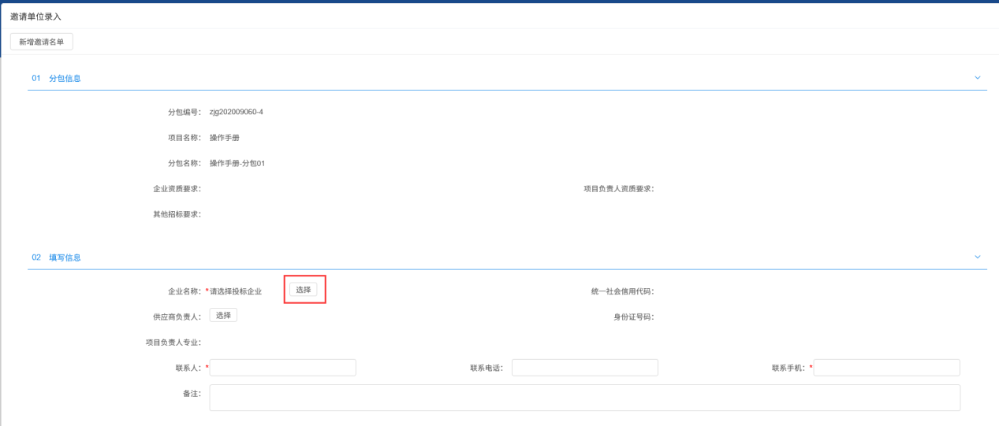 邀请单位录入
新增邀请名单
01 分包信息
分包编号: zjg202009060-4
项目名称: 操作手册
分包名称: 操作手册-分包01
企业资质要求: 项目负责人资质要求:
其他招标要求:
02 填写信息
企业名称: *请选择投标企业 选择 统一社会信用代码:
供应商负责人: 选择 身份证号码:
项目负责人专业:
联系人: * 联系电话: 联系手机: *
备注: